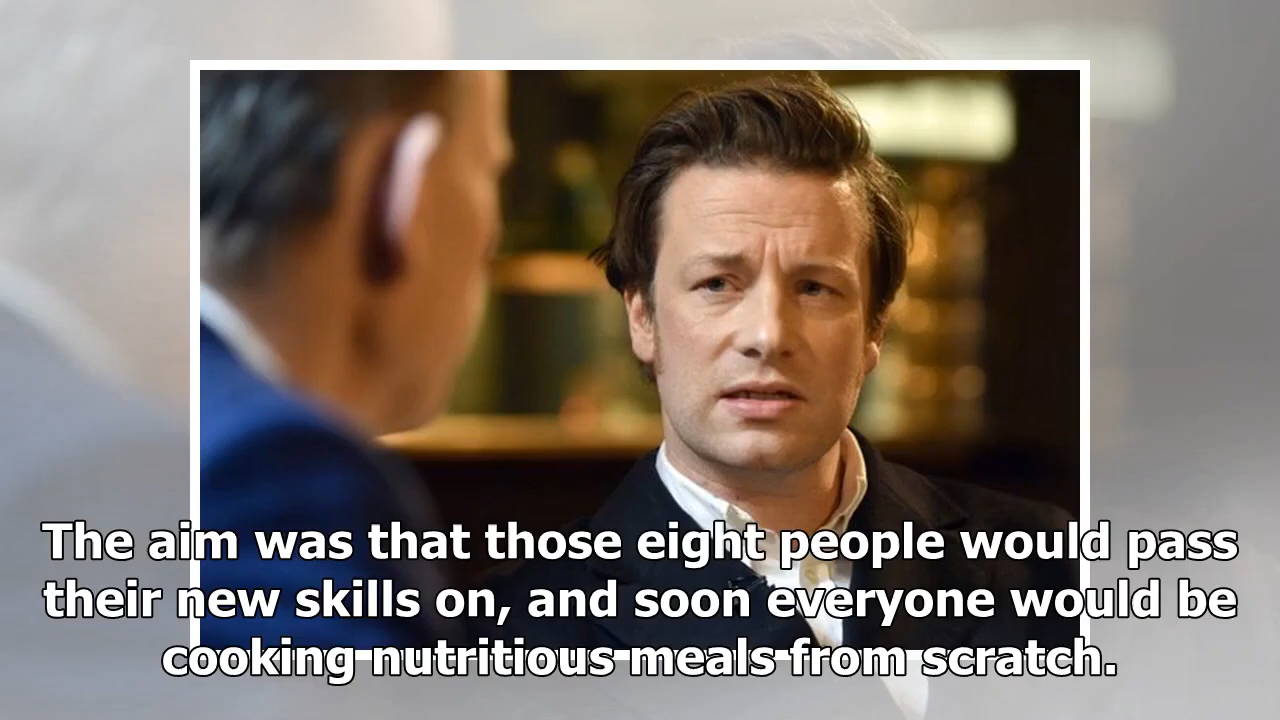 The aim was that those eight people would pass
their new skills on, and soon everyone would be
cooking nutritious meals from scratch.